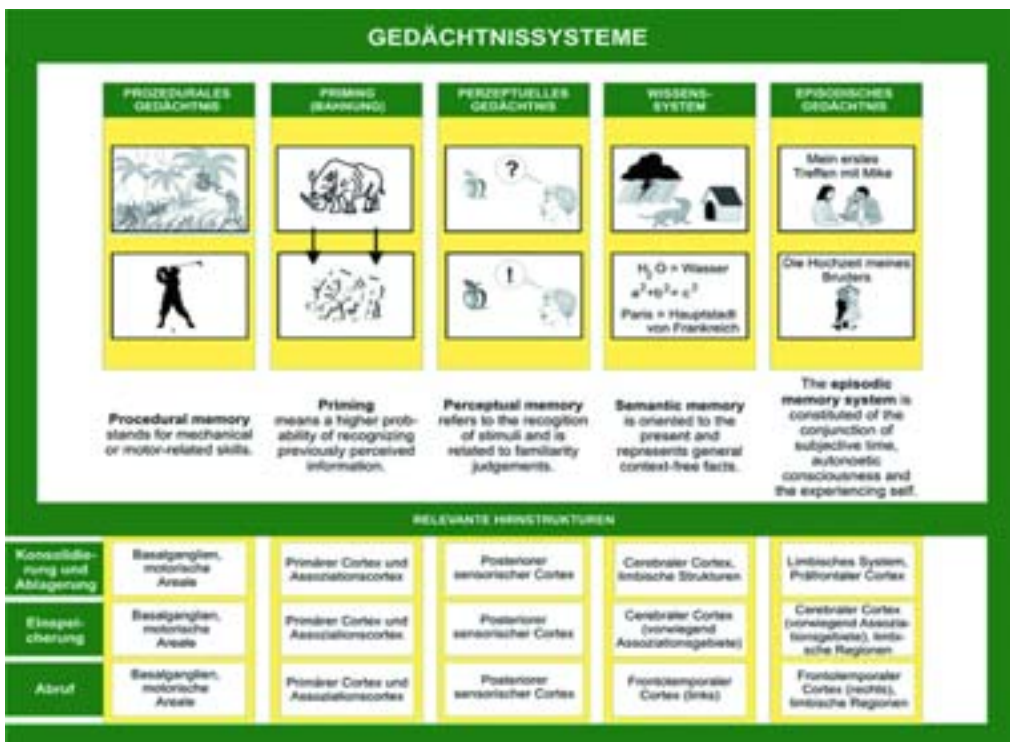 GEDÄCHTNISSYSTEME
PROZEDURALES
GEDÄCHTNIS
PRIMING
(BAHNUNG)
PERZEPTUELLES
GEDÄCHTNIS
WISSENS-
SYSTEM
EPISODISCHES
GEDÄCHTNIS
?
Mein erstes
Treffen mit Mike
!
H2O = Wasser
a²+b²= c²
Paris = Hauptstadt
von Frankreich
Die Hochzeit meines
Bruders
Procedural memory
stands for mechanical
or motor-related skills.
Priming
means a higher prob-
ability of recognizing
previously perceived
information.
Perceptual memory
refers to the recogition
of stimuli and is
related to familiarity
judgements.
Semantic memory
is oriented to the
present and
represents general
context-free facts.
The episodic
memory system is
constituted of the
conjunction of
subjective time,
autonoetic
consciousness and
the experiencing self.
RELEVANTE HIRNSTRUKTUREN
Konsolidie-
rung und
Ablagerung
Basalganglien,
motorische
Areale
Primärer Cortex und
Assoziationscortex
Posteriorer
sensorischer Cortex
Cerebraler Cortex,
limbische Strukturen
Limbisches System,
Präfrontaler Cortex
Einspei-
cherung
Basalganglien,
motorische
Areale
Primärer Cortex und
Assoziationscortex
Posteriorer
sensorischer Cortex
Cerebraler Cortex
(vorwiegend
Assoziationsgebiete)
Cerebraler Cortex
(vorwiegend Assozia-
tionsgebiete), limbi-
sche Regionen
Abruf
Basalganglien,
motorische
Areale
Primärer Cortex und
Assoziationscortex
Posteriorer
sensorischer Cortex
Frontotemporaler
Cortex (links)
Frontotemporaler
Cortex (rechts),
limbische Regionen